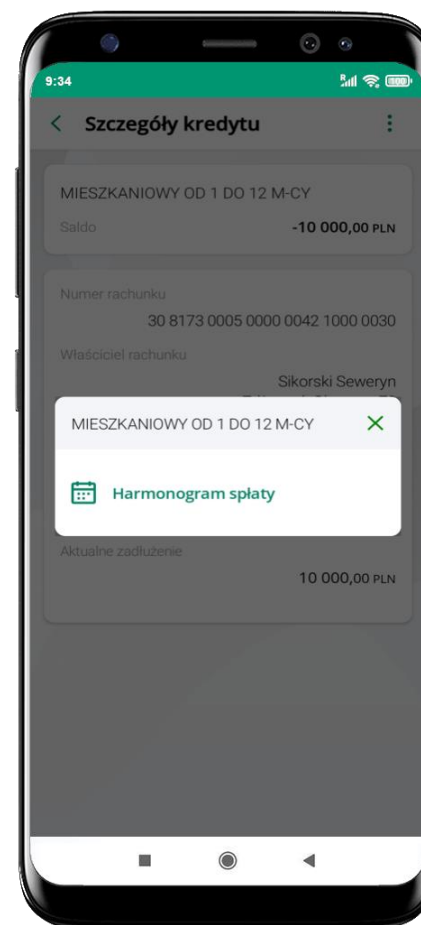 9:34
Szczegóły kredytu
MIESZKANIOWY OD 1 DO 12 M-CY
Saldo -10 000,00 PLN
Numer rachunku
30 8173 0005 0000 0042 1000 0030
Właściciel rachunku
Sikorski Seweryn
MIESZKANIOWY OD 1 DO 12 M-CY
Harmonogram spłaty
Aktualne zadłużenie
10 000,00 PLN